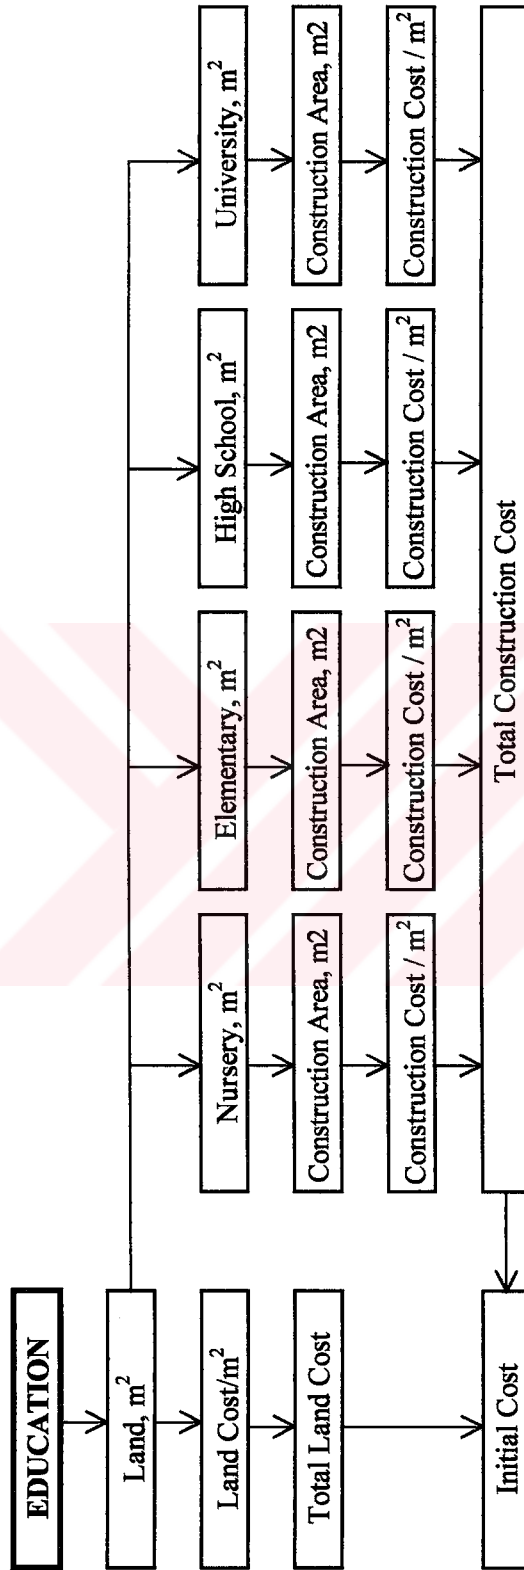 EDUCATION
Land, m²
Land Cost/m²
Total Land Cost
Initial Cost
Nursery, m²
Construction Area, m2
Construction Cost / m²
Elementary, m²
Construction Area, m2
Construction Cost / m²
High School, m²
Construction Area, m2
Construction Cost / m²
University, m²
Construction Area, m2
Construction Cost / m²
Total Construction Cost